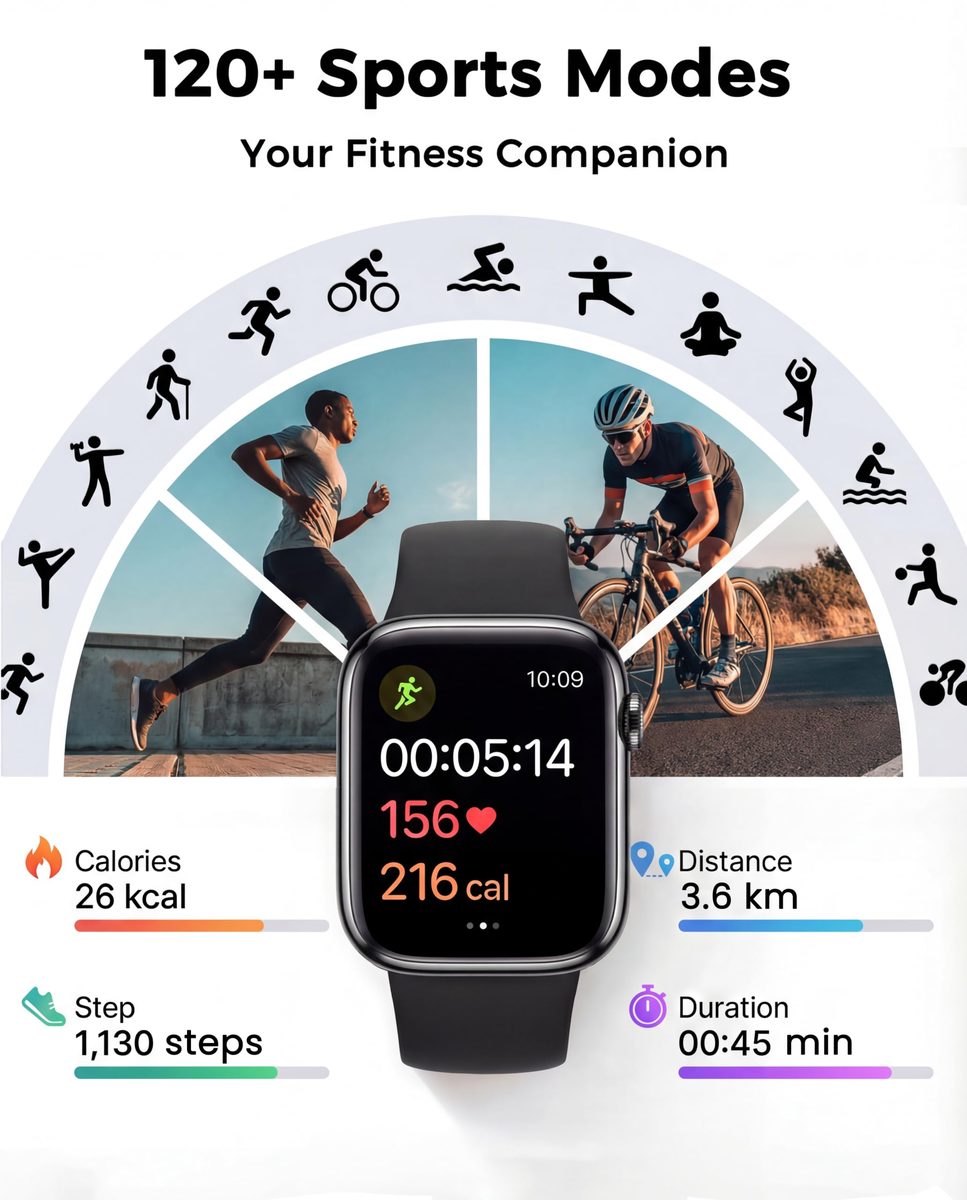 120+ Sports Modes
Your Fitness Companion
10:09
00:05:14
156
216 cal
Calories
26 kcal
Step
1,130 steps
Distance
3.6 km
Duration
00:45 min